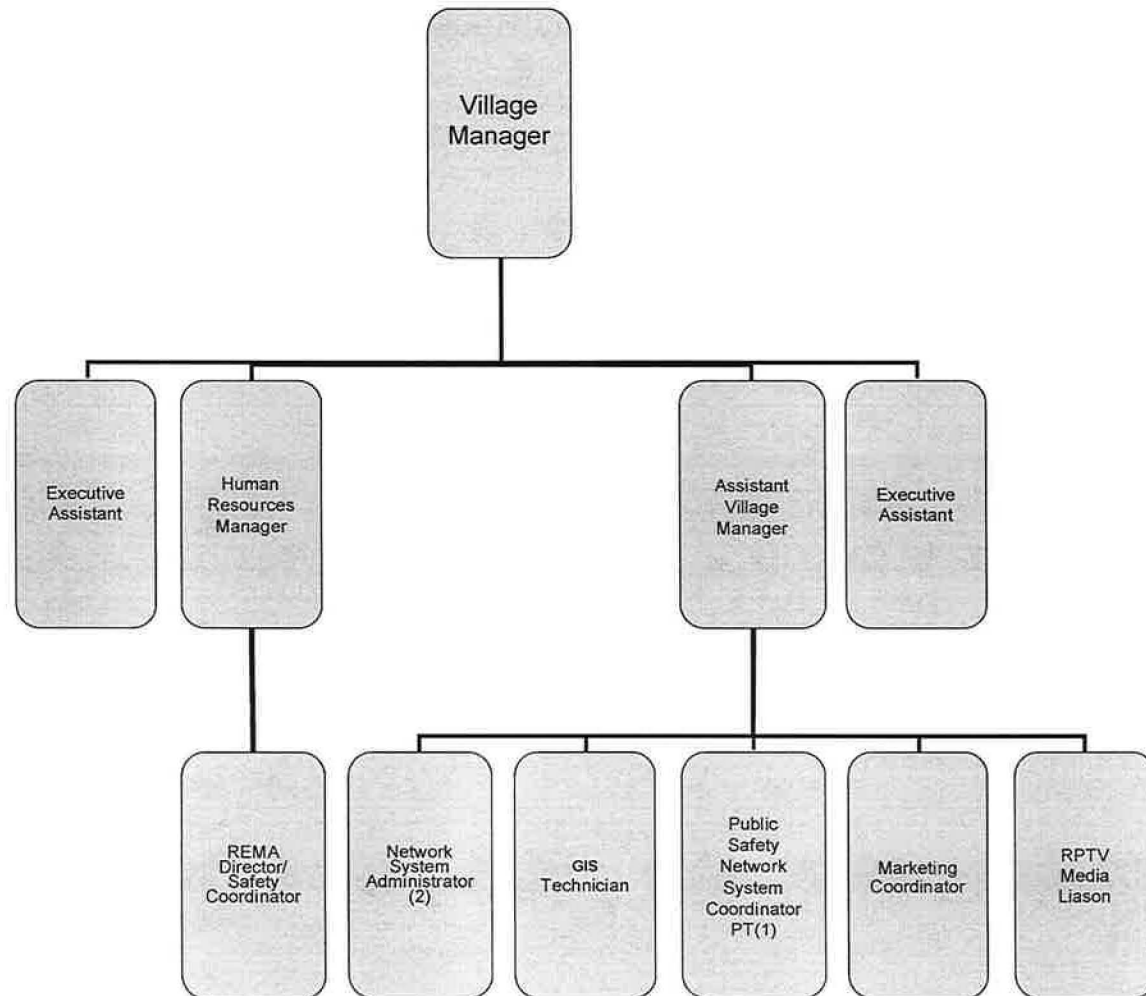 Village
Manager
Executive
Assistant
Human
Resources
Manager
Assistant
Village
Manager
Executive
Assistant
REMA
Director/
Safety
Coordinator
Network
System
Administrator
(2)
GIS
Technician
Public
Safety
Network
System
Coordinator
PT(1)
Marketing
Coordinator
RPTV
Media
Liason